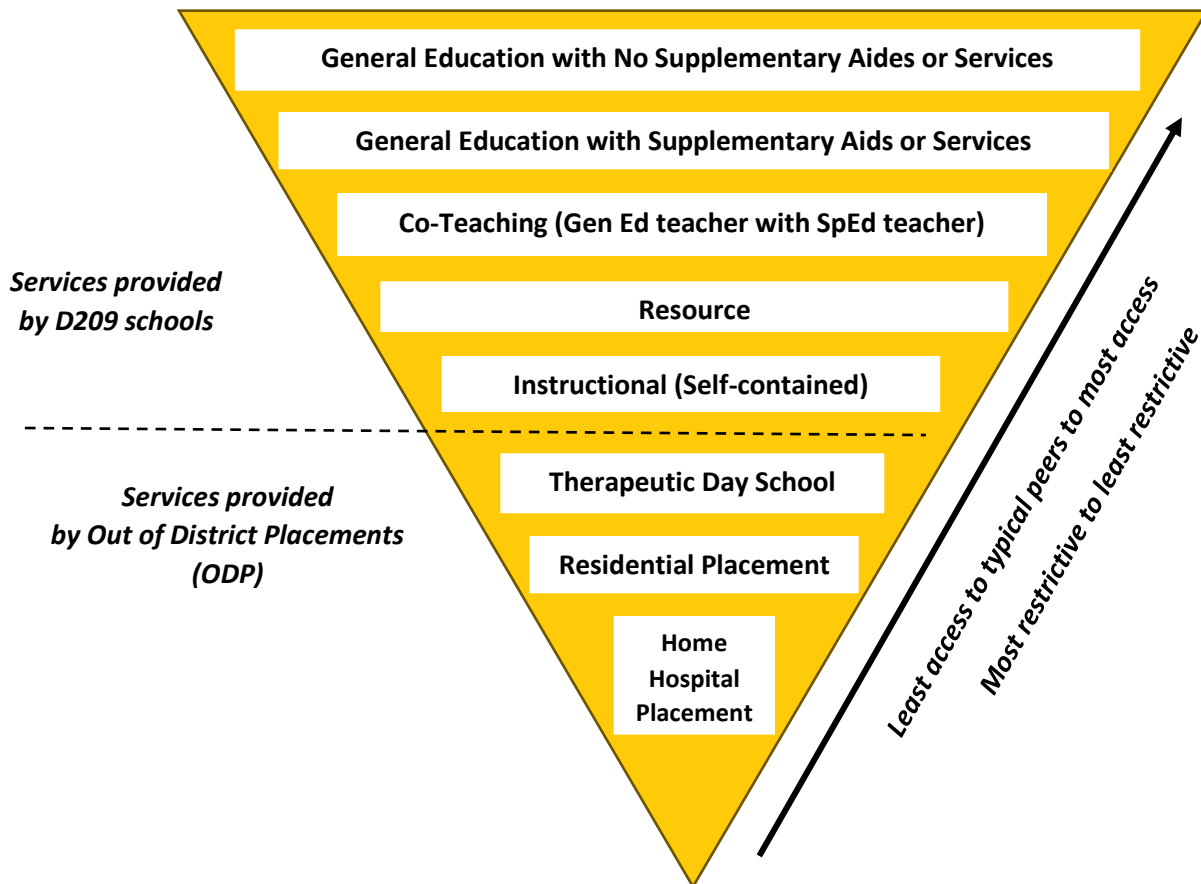 General Education with No Supplementary Aides or Services
General Education with Supplementary Aids or Services
Co-Teaching (Gen Ed teacher with SpEd teacher)
Services provided
by D209 schools
Resource
Instructional (Self-contained)
Services provided
by Out of District Placements
(ODP)
Therapeutic Day School
Residential Placement
Home
Hospital
Placement
Least access to typical peers to most access
Most restrictive to least restrictive